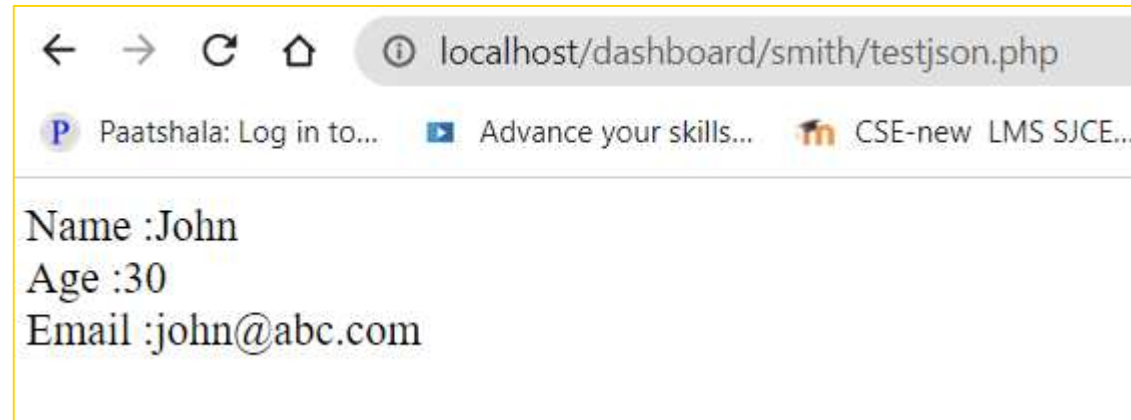 localhost/dashboard/smith/testjson.php
P Paatshala: Log in to... Advance your skills... m CSE-new LMS SJCE...
Name :John
Age :30
Email :john@abc.com